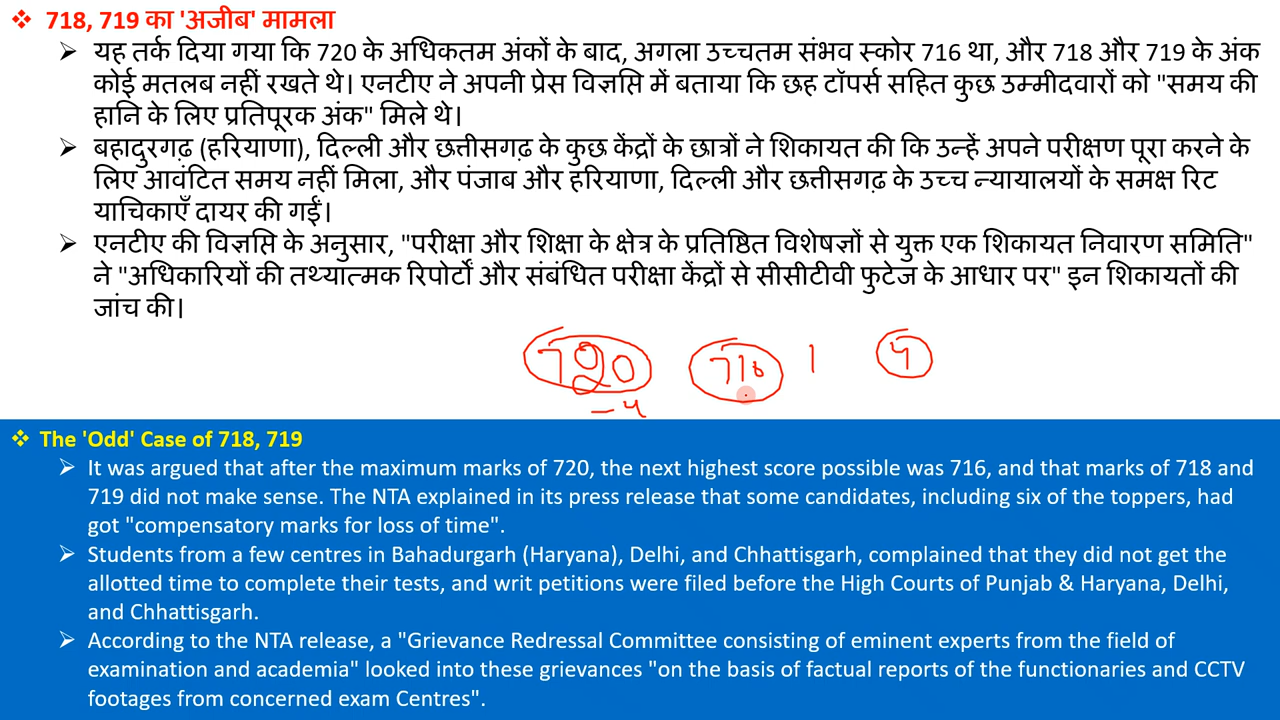 ❖ 718, 719 का 'अजीब' मामला
➢ यह तर्क दिया गया कि 720 के अधिकतम अंकों के बाद, अगला उच्चतम संभव स्कोर 716 था, और 718 और 719 के अंक
कोई मतलब नहीं रखते थे। एनटीए ने अपनी प्रेस विज्ञप्ति में बताया कि छह टॉपर्स सहित कुछ उम्मीदवारों को "समय की
हानि के लिए प्रतिपूरक अंक" मिले थे।
➢ बहादुरगढ़ (हरियाणा), दिल्ली और छत्तीसगढ़ के कुछ केंद्रों के छात्रों ने शिकायत की कि उन्हें अपने परीक्षण पूरा करने के
लिए आवंटित समय नहीं मिला, और पंजाब और हरियाणा, दिल्ली और छत्तीसगढ़ के उच्च न्यायालयों के समक्ष रिट
याचिकाएँ दायर की गईं।
➢ एनटीए की विज्ञप्ति के अनुसार, "परीक्षा और शिक्षा के क्षेत्र के प्रतिष्ठित विशेषज्ञों से युक्त एक शिकायत निवारण समिति"
ने "अधिकारियों की तथ्यात्मक रिपोर्टों और संबंधित परीक्षा केंद्रों से सीसीटीवी फुटेज के आधार पर" इन शिकायतों की
जांच की।
720 716 1 4
-4
❖ The 'Odd' Case of 718, 719
➢ It was argued that after the maximum marks of 720, the next highest score possible was 716, and that marks of 718 and
719 did not make sense. The NTA explained in its press release that some candidates, including six of the toppers, had
got "compensatory marks for loss of time".
➢ Students from a few centres in Bahadurgarh (Haryana), Delhi, and Chhattisgarh, complained that they did not get the
allotted time to complete their tests, and writ petitions were filed before the High Courts of Punjab & Haryana, Delhi,
and Chhattisgarh.
➢ According to the NTA release, a "Grievance Redressal Committee consisting of eminent experts from the field of
examination and academia" looked into these grievances "on the basis of factual reports of the functionaries and CCTV
footages from concerned exam Centres".